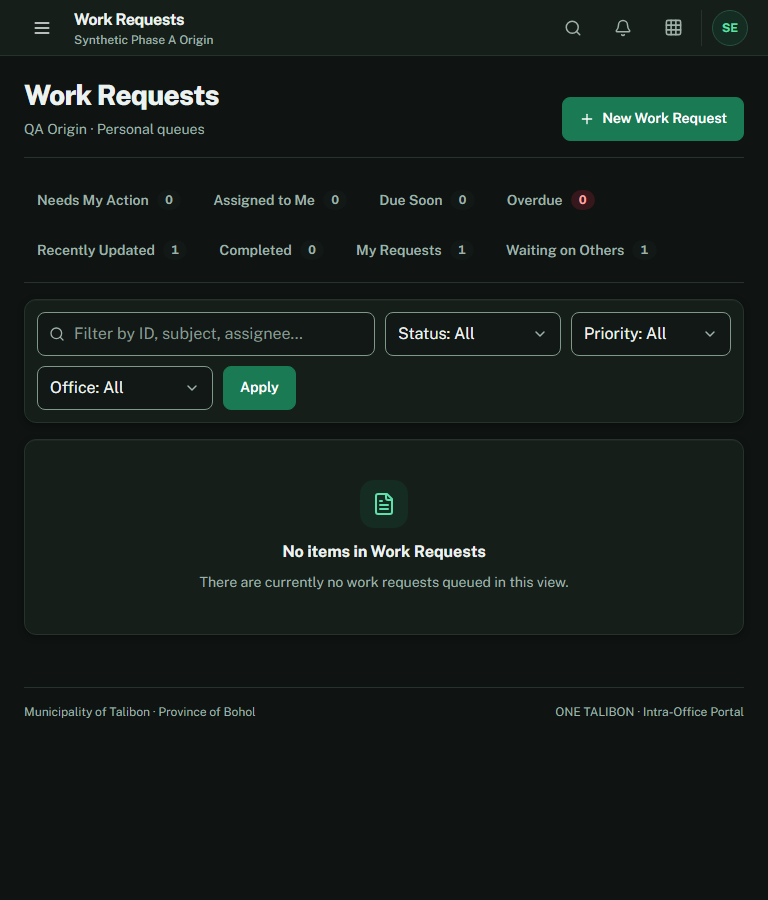 Work Requests
Synthetic Phase A Origin
SE
Work Requests
QA Origin · Personal queues
New Work Request
Needs My Action 0 Assigned to Me 0 Due Soon 0 Overdue 0
Recently Updated 1 Completed 0 My Requests 1 Waiting on Others 1
Filter by ID, subject, assignee... Status: All Priority: All
Office: All Apply
No items in Work Requests
There are currently no work requests queued in this view.
Municipality of Talibon · Province of Bohol ONE TALIBON · Intra-Office Portal